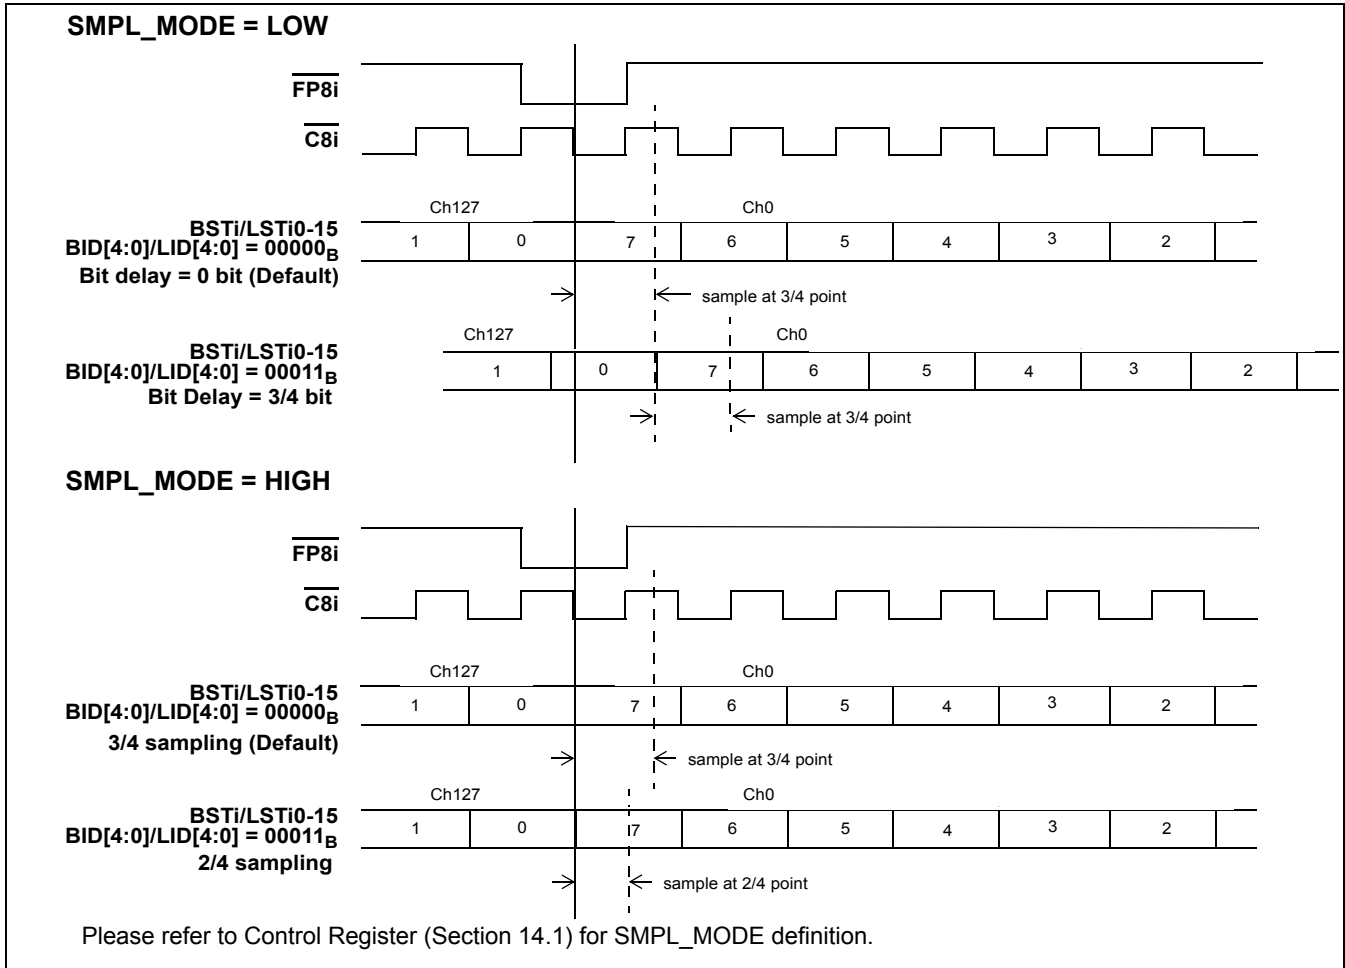 SMPL_MODE = LOW
FP8i
C8i
Ch127 Ch0
BSTi/LSTi0-15
BID[4:0]/LID[4:0] = 00000B
Bit delay = 0 bit (Default)
1 0 7 6 5 4 3 2
sample at 3/4 point
Ch127 Ch0
BSTi/LSTi0-15
BID[4:0]/LID[4:0] = 00011B
Bit Delay = 3/4 bit
1 0 7 6 5 4 3 2
sample at 3/4 point
SMPL_MODE = HIGH
FP8i
C8i
Ch127 Ch0
BSTi/LSTi0-15
BID[4:0]/LID[4:0] = 00000B
3/4 sampling (Default)
1 0 7 6 5 4 3 2
sample at 3/4 point
Ch127 Ch0
BSTi/LSTi0-15
BID[4:0]/LID[4:0] = 00011B
2/4 sampling
1 0 7 6 5 4 3 2
sample at 2/4 point
Please refer to Control Register (Section 14.1) for SMPL_MODE definition.